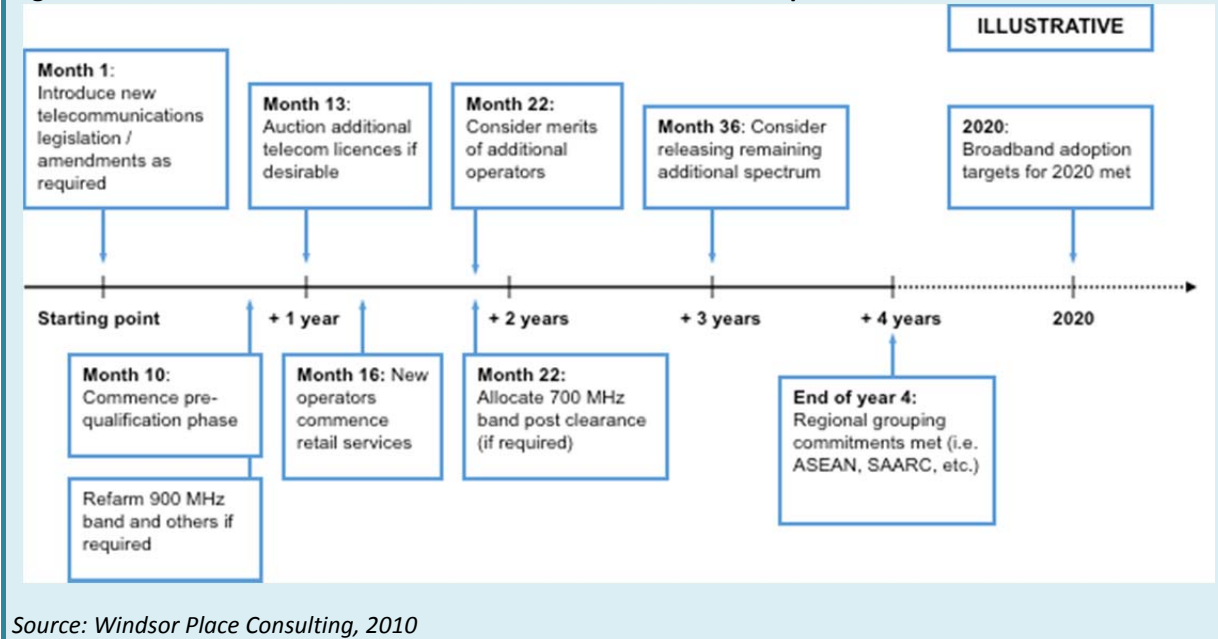 ILLUSTRATIVE
Month 1:
Introduce new
telecommunications
legislation /
amendments as
required
Month 13:
Auction additional
telecom licences if
desirable
Month 22:
Consider merits
of additional
operators
Month 36: Consider
releasing remaining
additional spectrum
2020:
Broadband adoption
targets for 2020 met
Starting point
+ 1 year
+ 2 years
+ 3 years
+ 4 years
2020
Month 10:
Commence pre-
qualification phase
Refarm 900 MHz
band and others if
required
Month 16: New
operators
commence
retail services
Month 22:
Allocate 700 MHz
band post clearance
(if required)
End of year 4:
Regional grouping
commitments met (i.e.
ASEAN, SAARC, etc.)
Source: Windsor Place Consulting, 2010